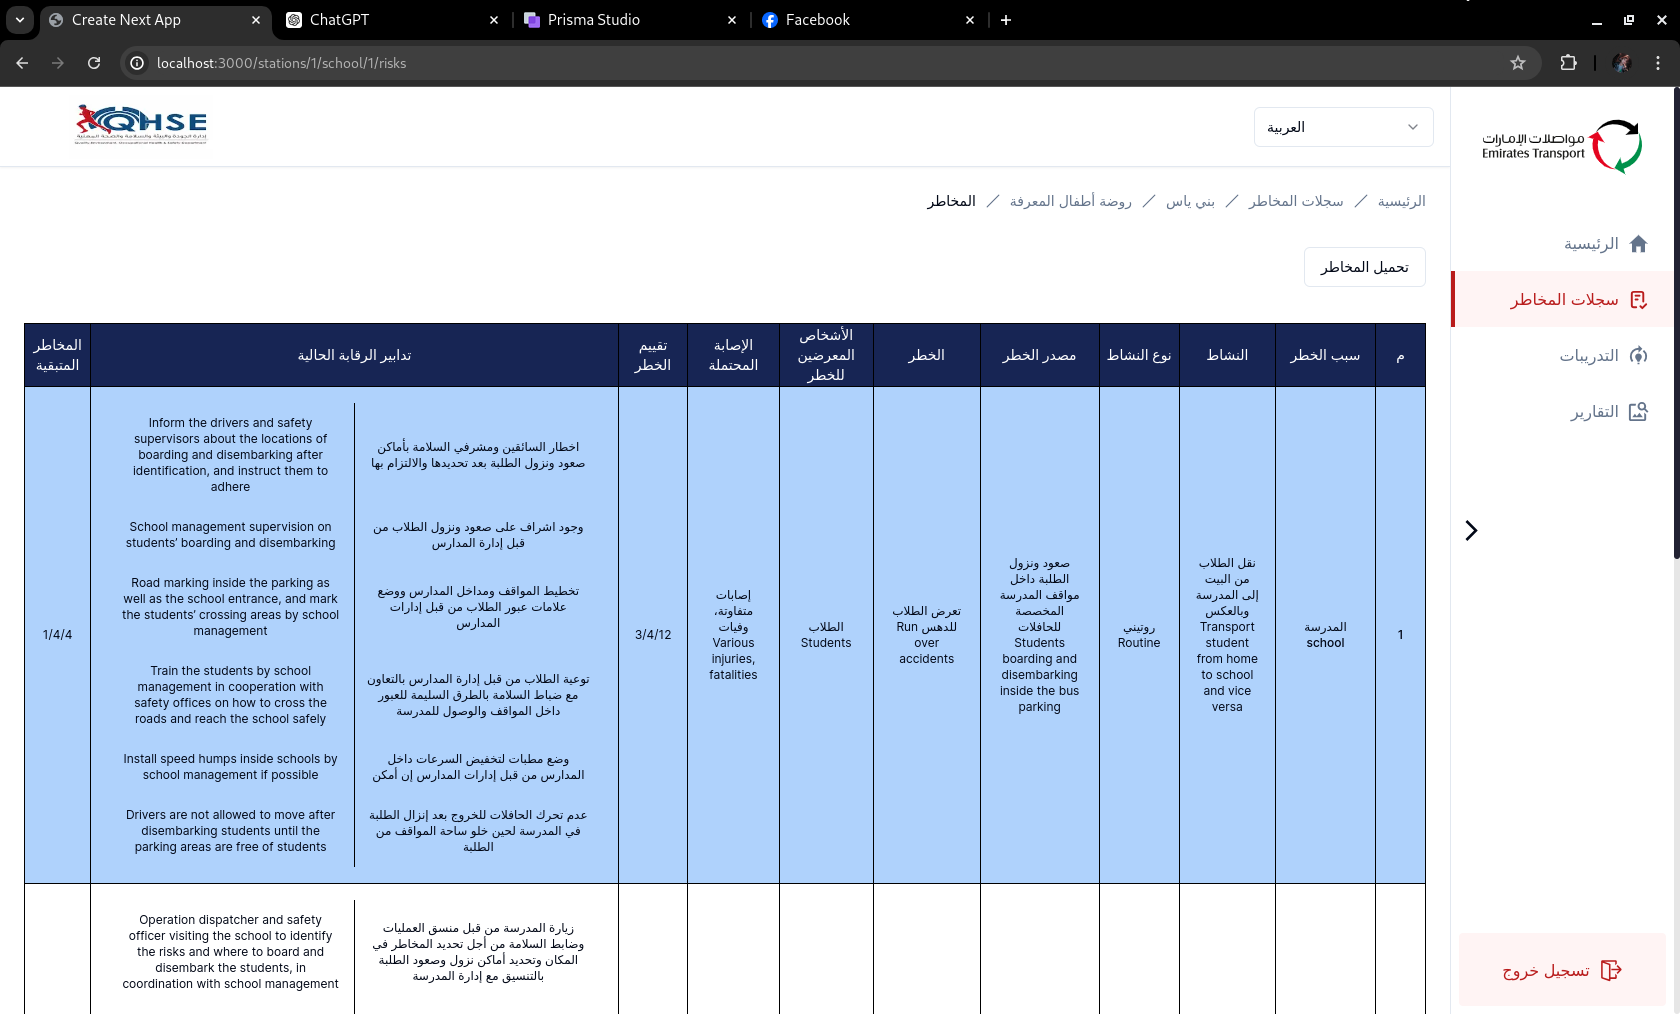 Create Next App
ChatGPT
Prisma Studio
Facebook
localhost:3000/stations/1/school/1/risks
QHSE
العربية
مواصلات الإمارات
Emirates Transport
الرئيسية
سجلات المخاطر
التدريبات
التقارير
تسجيل خروج
الرئيسية / سجلات المخاطر / بني ياس / روضة أطفال المعرفة / المخاطر
تحميل المخاطر
م
سبب الخطر
النشاط
نوع النشاط
مصدر الخطر
الخطر
الأشخاص
المعرضين
للخطر
الإصابة
المحتملة
تقييم
الخطر
تدابير الرقابة الحالية
المخاطر
المتبقية
1
المدرسة
school
نقل الطلاب
من البيت
إلى المدرسة
وبالعكس
Transport
student
from home
to school
and vice
versa
روتيني
Routine
صعود ونزول
الطلبة داخل
مواقف المدرسة
المخصصة
للحافلات
Students
boarding and
disembarking
inside the bus
parking
تعرض الطلاب
للدهس Run
over
accidents
الطلاب
Students
إصابات
متفاوتة،
وفيات
Various
injuries,
fatalities
3/4/12
اخطار السائقين ومشرفي السلامة بأماكن
صعود ونزول الطلبة بعد تحديدها والالتزام بها
Inform the drivers and safety
supervisors about the locations of
boarding and disembarking after
identification, and instruct them to
adhere
وجود اشراف على صعود ونزول الطلاب من
قبل إدارة المدارس
School management supervision on
students’ boarding and disembarking
تخطيط المواقف ومداخل المدارس ووضع
علامات عبور الطلاب من قبل إدارات
المدارس
Road marking inside the parking as
well as the school entrance, and mark
the students’ crossing areas by school
management
توعية الطلاب من قبل إدارة المدارس بالتعاون
مع ضباط السلامة بالطرق السليمة للعبور
داخل المواقف والوصول للمدرسة
Train the students by school
management in cooperation with
safety offices on how to cross the
roads and reach the school safely
وضع مطبات لتخفيض السرعات داخل
المدارس من قبل إدارات المدارس إن أمكن
Install speed humps inside schools by
school management if possible
عدم تحرك الحافلات للخروج بعد إنزال الطلبة
في المدرسة لحين خلو ساحة المواقف من
الطلبة
Drivers are not allowed to move after
disembarking students until the
parking areas are free of students
1/4/4
زيارة المدرسة من قبل منسق العمليات
وضابط السلامة من أجل تحديد المخاطر في
المكان وتحديد أماكن نزول وصعود الطلبة
بالتنسيق مع إدارة المدرسة
Operation dispatcher and safety
officer visiting the school to identify
the risks and where to board and
disembark the students, in
coordination with school management